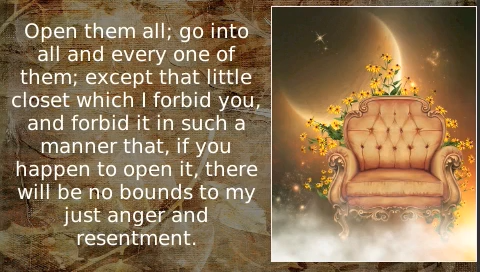 Open them all; go into
all and every one of
them; except that little
closet which I forbid you,
and forbid it in such a
manner that, if you
happen to open it, there
will be no bounds to my
just anger and
resentment.